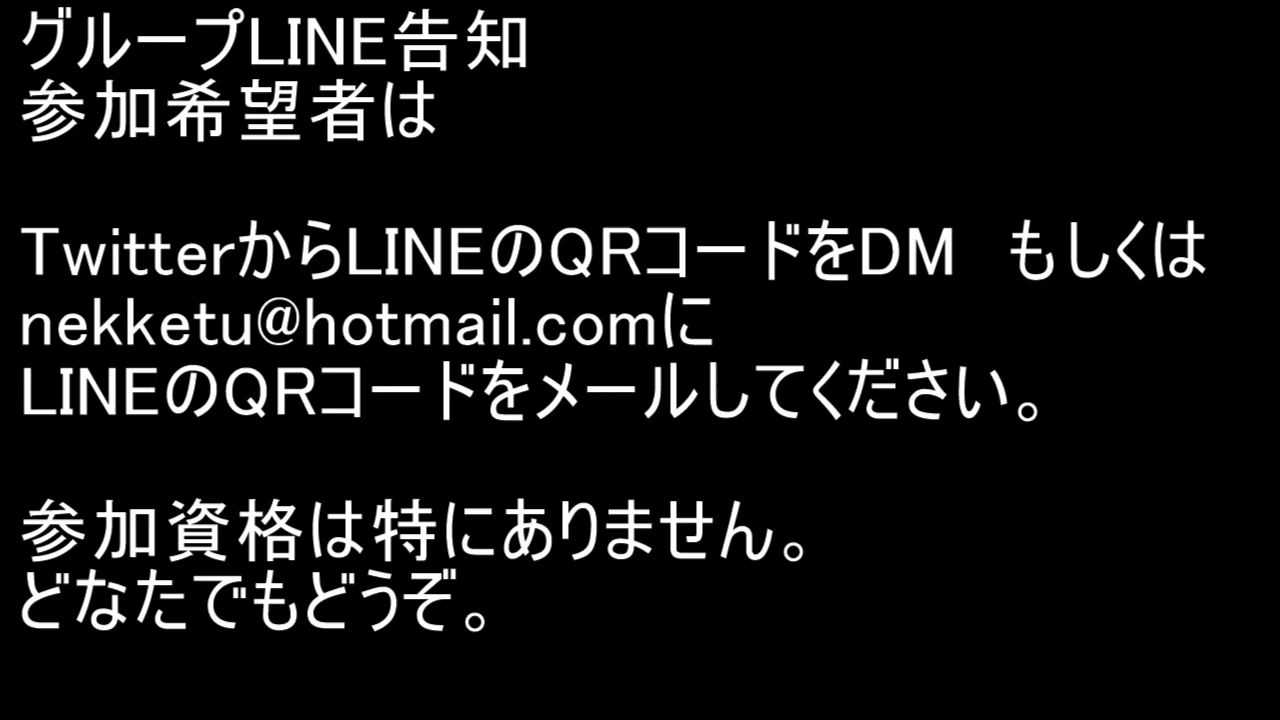 グループLINE告知
参加希望者は
TwitterからLINEのQRコードをDM　もしくは
nekketu@hotmail.comに
LINEのQRコードをメールしてください。
参加資格は特にありません。
どなたでもどうぞ。